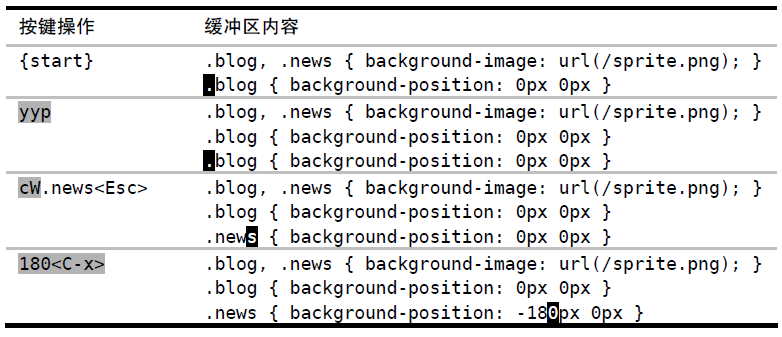 按键操作 缓冲区内容
{start} .blog, .news { background-image: url(/sprite.png); }
.blog { background-position: 0px 0px }
yyp .blog, .news { background-image: url(/sprite.png); }
.blog { background-position: 0px 0px }
.blog { background-position: 0px 0px }
cW.news<Esc> .blog, .news { background-image: url(/sprite.png); }
.blog { background-position: 0px 0px }
.news { background-position: 0px 0px }
180<C-x> .blog, .news { background-image: url(/sprite.png); }
.blog { background-position: 0px 0px }
.news { background-position: -180px 0px }